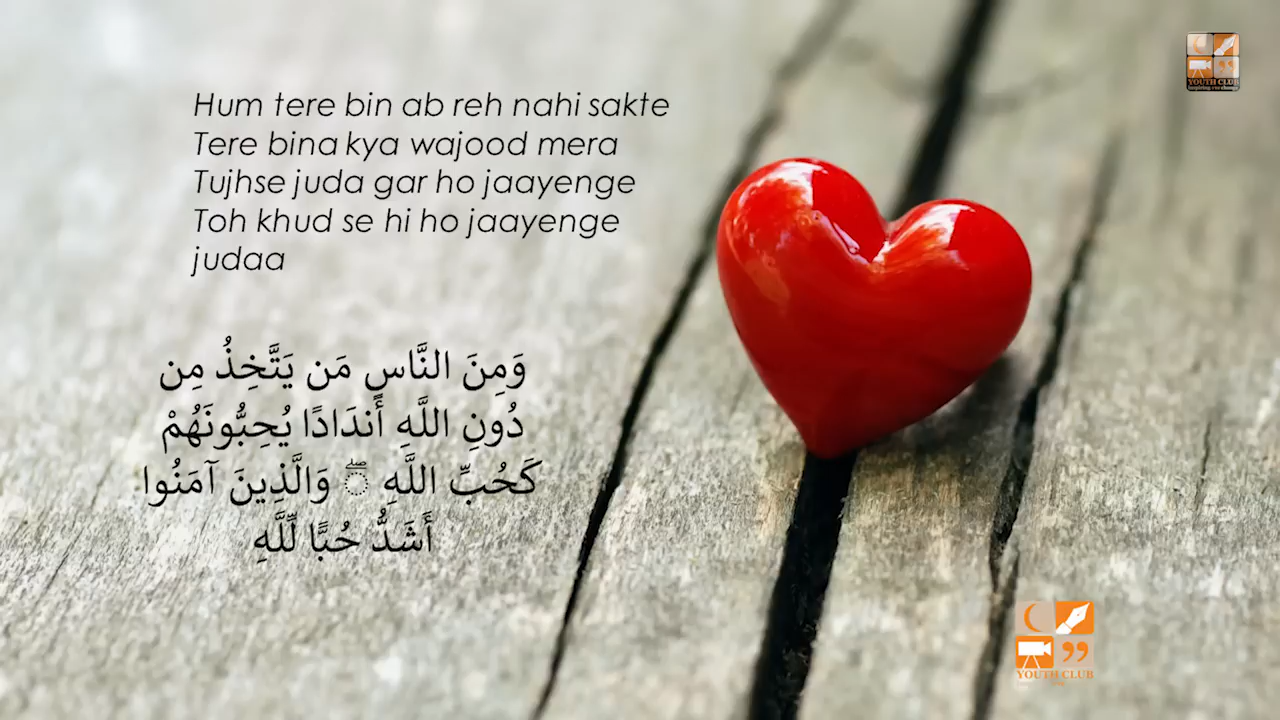 Hum tere bin ab reh nahi sakte
Tere bina kya wajood mera
Tujhse juda gar ho jaayenge
Toh khud se hi ho jaayenge
judaa
وَمِنَ النَّاسِ مَن يَتَّخِذُ مِن
دُونِ اللَّهِ أَندَادًا يُحِبُّونَهُمْ
كَحُبِّ اللَّهِ ۖ وَالَّذِينَ آمَنُوا
أَشَدُّ حُبًّا لِّلَّهِ
YOUTH CLUB
YOUTH CLUB